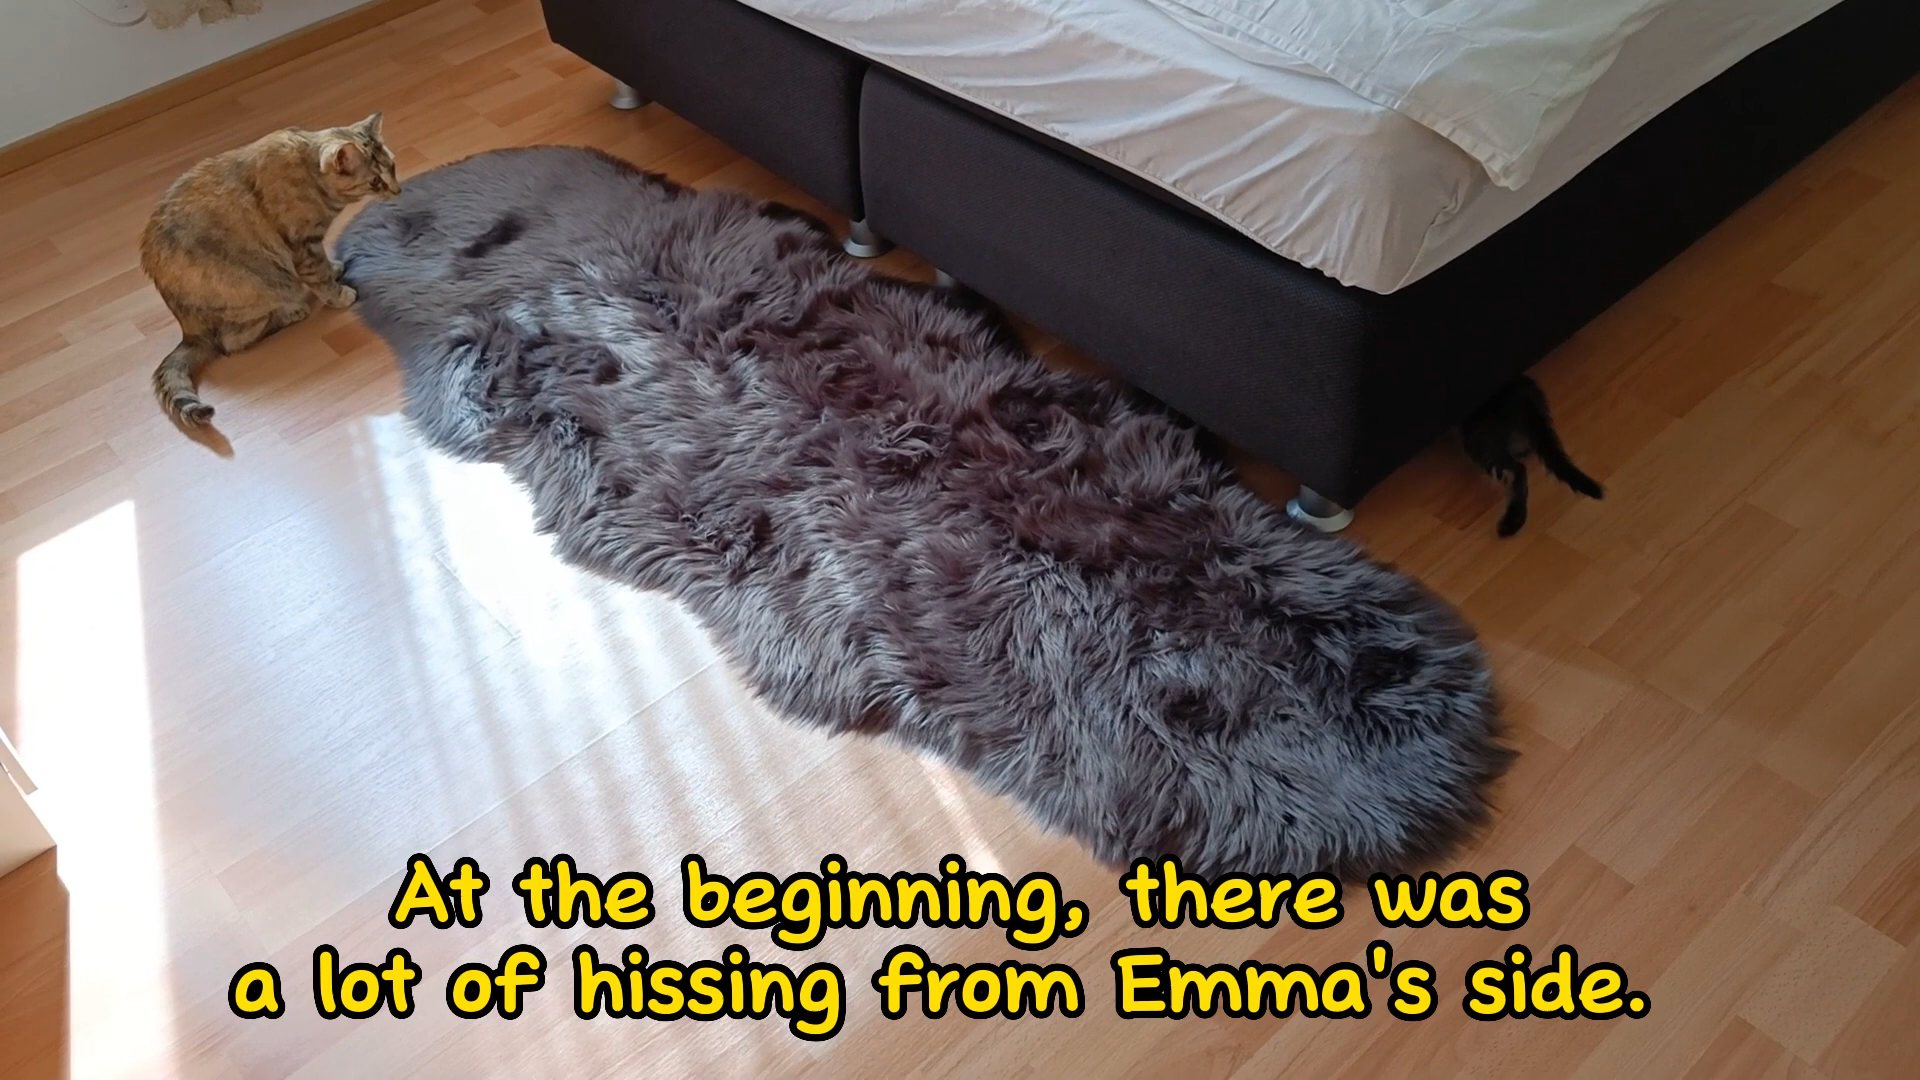 At the beginning, there was
a lot of hissing from Emma's side.